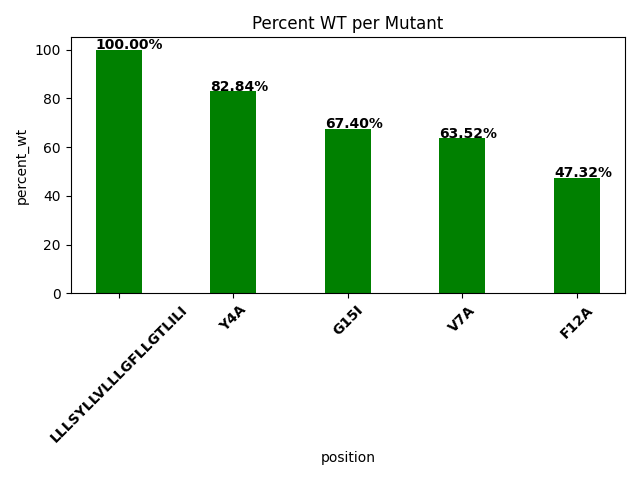 Percent WT per Mutant
100.00%
82.84%
67.40%
63.52%
47.32%
percent_wt
100
80
60
40
20
0
LLLSYLLVLLLGFLLGTLILI
Y4A
G15I
V7A
F12A
position